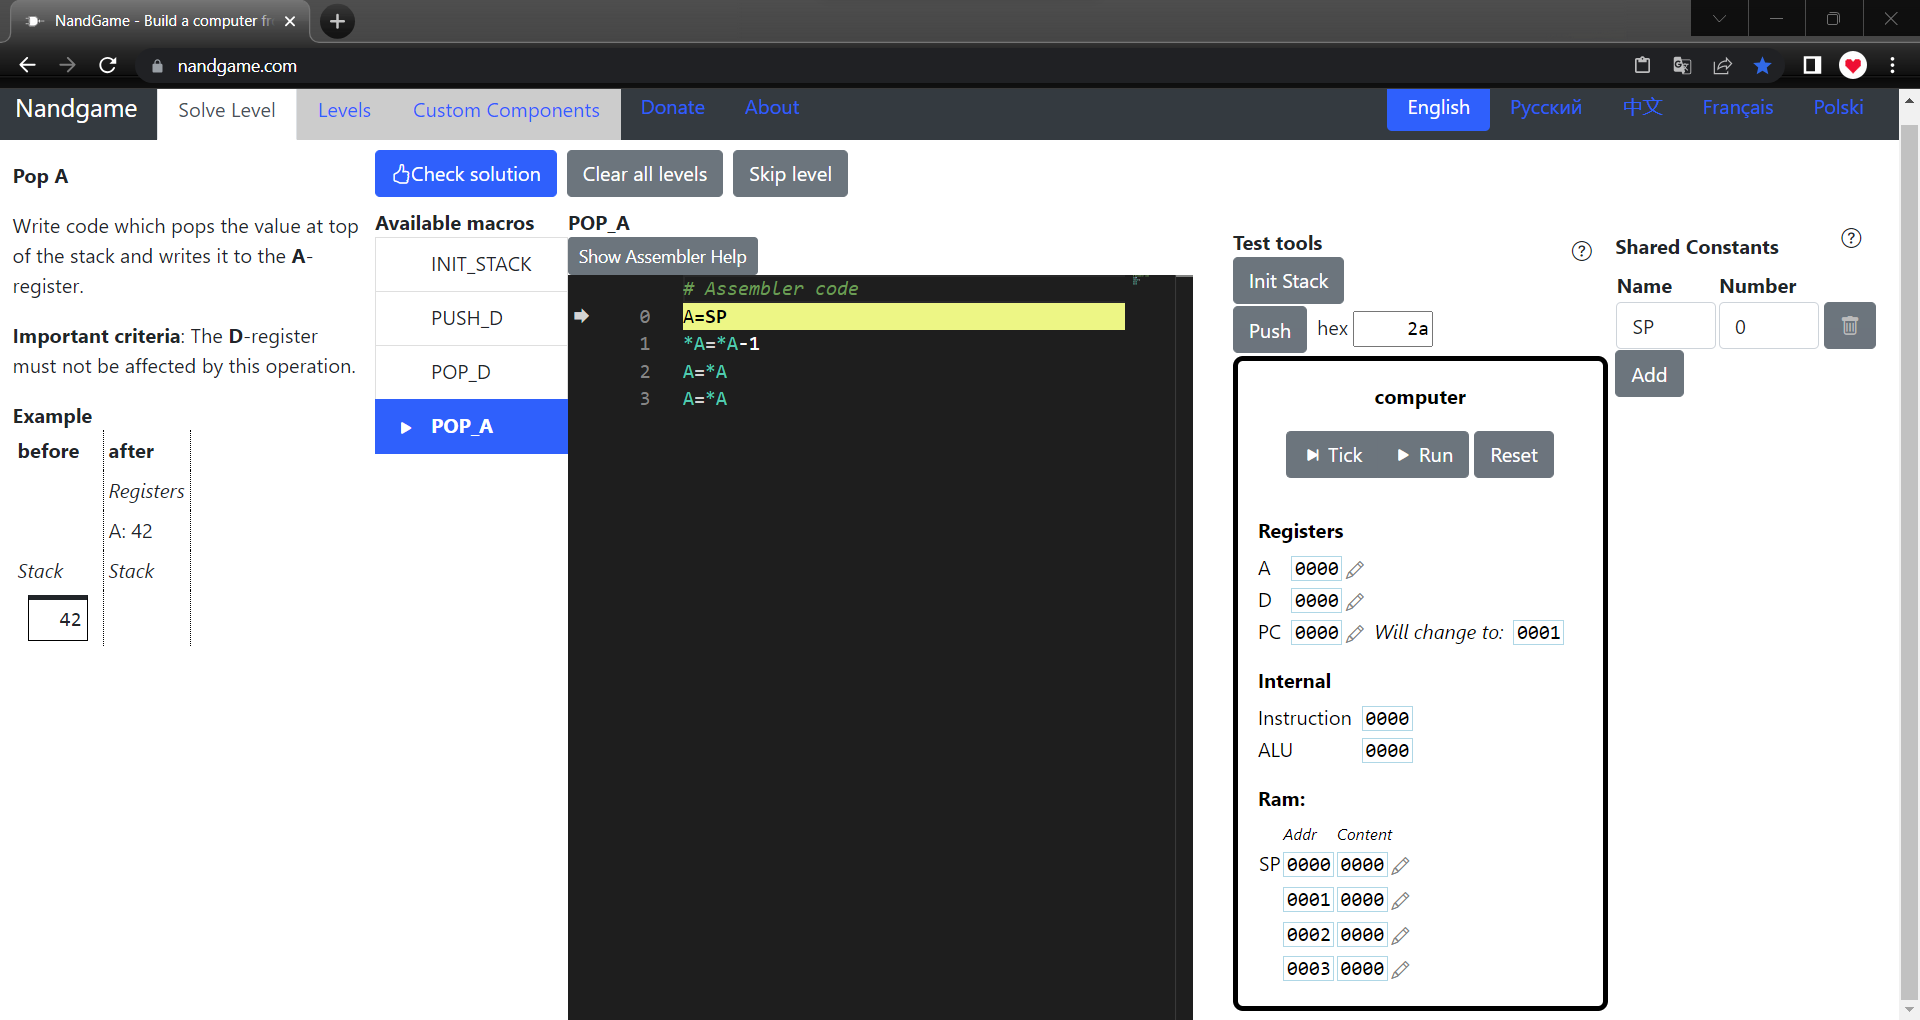 NandGame - Build a computer fr
nandgame.com
Nandgame
Solve Level
Levels
Custom Components
Donate
About
English
Русский
中文
Français
Polski
Pop A
Write code which pops the value at top
of the stack and writes it to the A-
register.
Important criteria: The D-register
must not be affected by this operation.
Example
before after
Registers
A: 42
Stack Stack
42
Check solution
Clear all levels
Skip level
Available macros
INIT_STACK
PUSH_D
POP_D
POP_A
POP_A
Show Assembler Help
# Assembler code
0 A=SP
1 *A=*A-1
2 A=*A
3 A=*A
Test tools
Init Stack
Push hex 2a
computer
Tick Run Reset
Registers
A 0000
D 0000
PC 0000 Will change to: 0001
Internal
Instruction 0000
ALU 0000
Ram:
Addr Content
SP 0000 0000
0001 0000
0002 0000
0003 0000
Shared Constants
Name Number
SP 0
Add